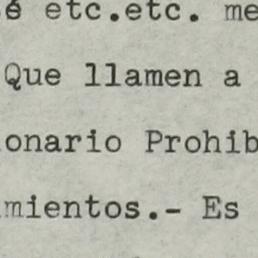 é etc.etc. me
Que llamen a
onario Prohib
mientos.- Es